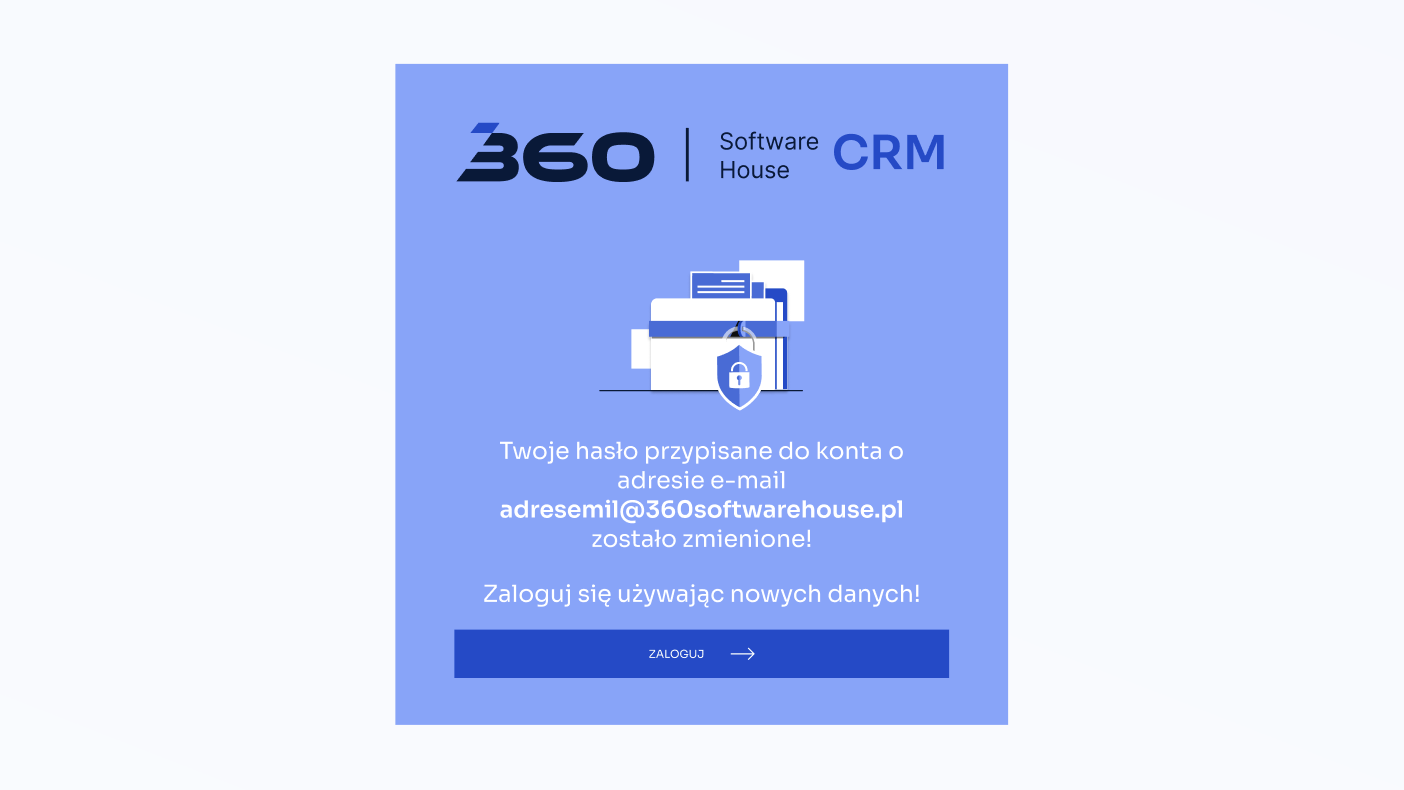 360
Software
House
CRM
Twoje hasło przypisane do konta o
adresie e-mail
adresemil@360softwarehouse.pl
zostało zmienione!
Zaloguj się używając nowych danych!
ZALOGUJ